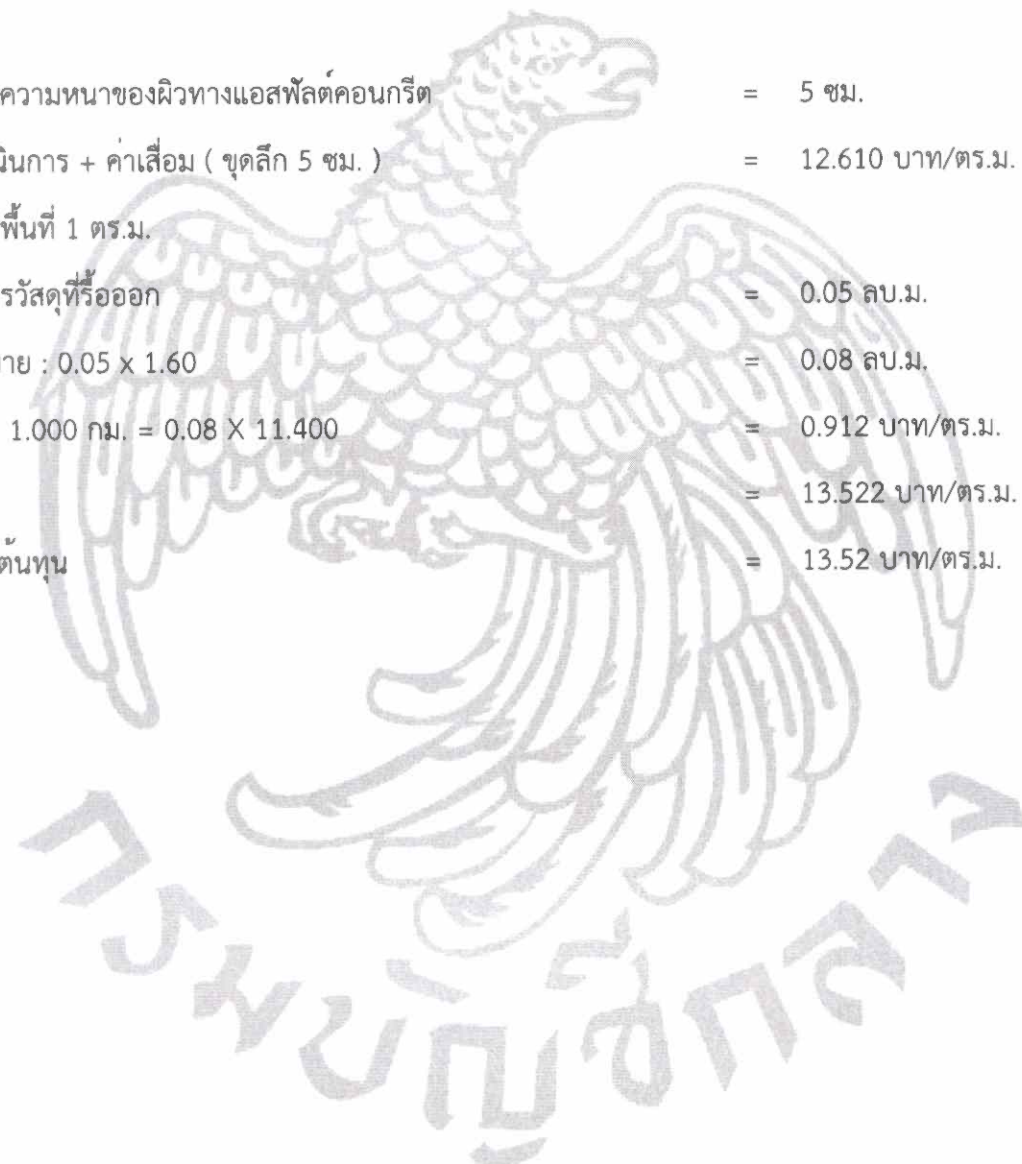 ความหนาของผิวทางแอสฟัลต์คอนกรีต = 5 ซม.
นินการ + ค่าเสื่อม ( ขุดลึก 5 ซม. ) = 12.610 บาท/ตร.ม.
พื้นที่ 1 ตร.ม.
รวัสดุที่รื้อออก = 0.05 ลบ.ม.
าย : 0.05 x 1.60 = 0.08 ลบ.ม.
1.000 กม. = 0.08 X 11.400 = 0.912 บาท/ตร.ม.
= 13.522 บาท/ตร.ม.
ต้นทุน = 13.52 บาท/ตร.ม.
กรมบัญชีกลาง